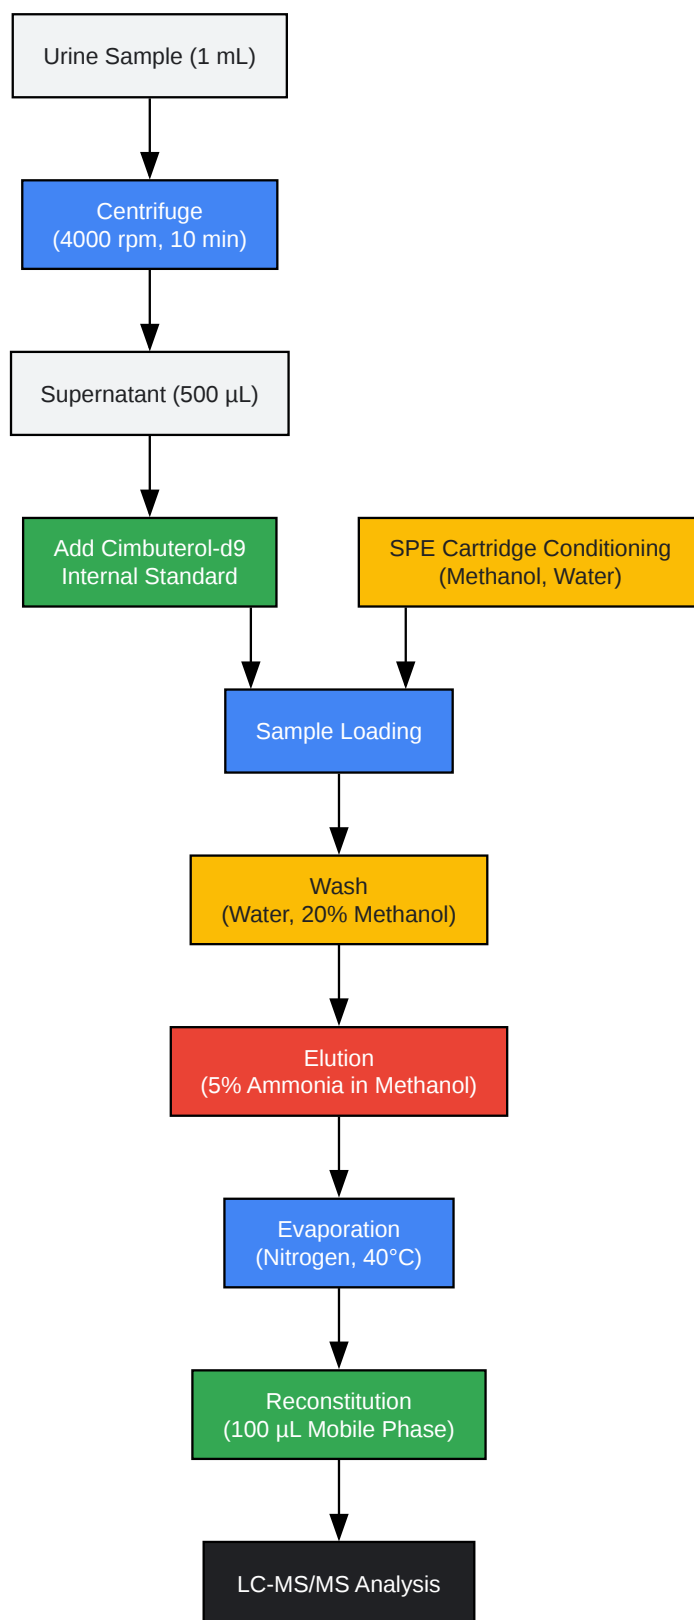 Urine Sample (1 mL)
Centrifuge
(4000 rpm, 10 min)
Supernatant (500 µL)
Add Cimbuterol-d9
Internal Standard
SPE Cartridge Conditioning
(Methanol, Water)
Sample Loading
Wash
(Water, 20% Methanol)
Elution
(5% Ammonia in Methanol)
Evaporation
(Nitrogen, 40°C)
Reconstitution
(100 µL Mobile Phase)
LC-MS/MS Analysis